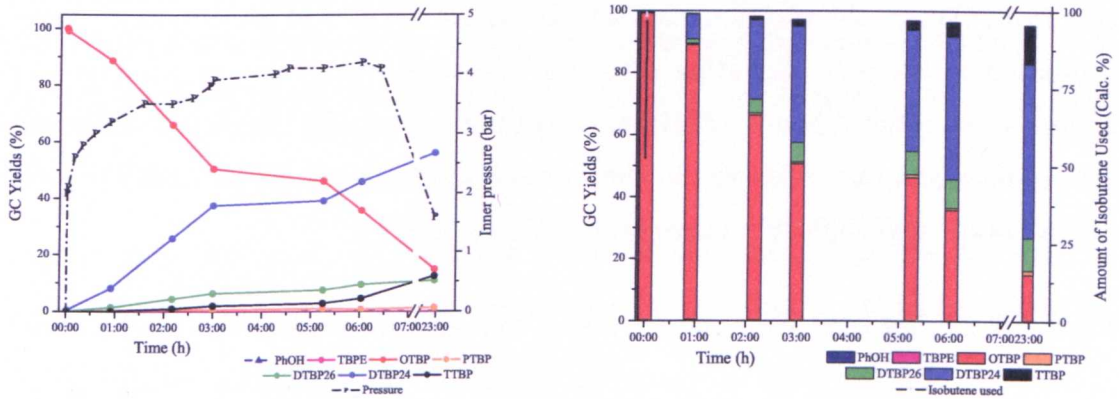 100
80
60
40
20
0
GC Yields (%)
5
4
3
2
1
0
Inner pressure (bar)
00:00 01:00 02:00 03:00 04:00 05:00 06:00 07:00 23:00
Time (h)
PhOH TBPE OTBP PTBP
DTBP26 DTBP24 TTBP
Pressure
100
80
60
40
20
0
GC Yields (%)
100
75
50
25
0
Amount of Isobutene Used (Calc. %)
00:00 01:00 02:00 03:00 04:00 05:00 06:00 07:00 23:00
Time (h)
PhOH TBPE OTBP PTBP
DTBP26 DTBP24 TTBP
Isobutene used